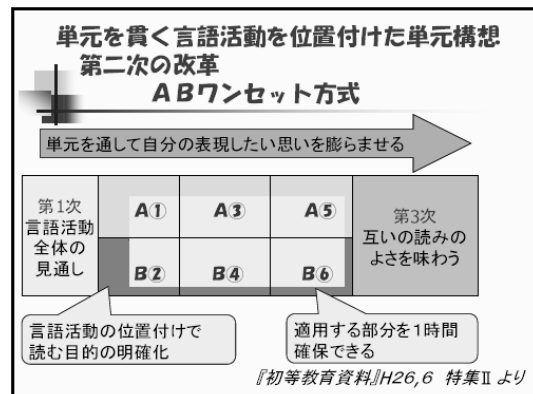 単元を貫く言語活動を位置付けた単元構想
第二次の改革
ABワンセット方式
単元を通して自分の表現したい思いを膨らませる
第1次
言語活動
全体の
見通し
A① A③ A⑤
B② B④ B⑥
第3次
互いの読みの
よさを味わう
言語活動の位置付けで
読む目的の明確化
適用する部分を1時間
確保できる
『初等教育資料』H26,6 特集Ⅱ より